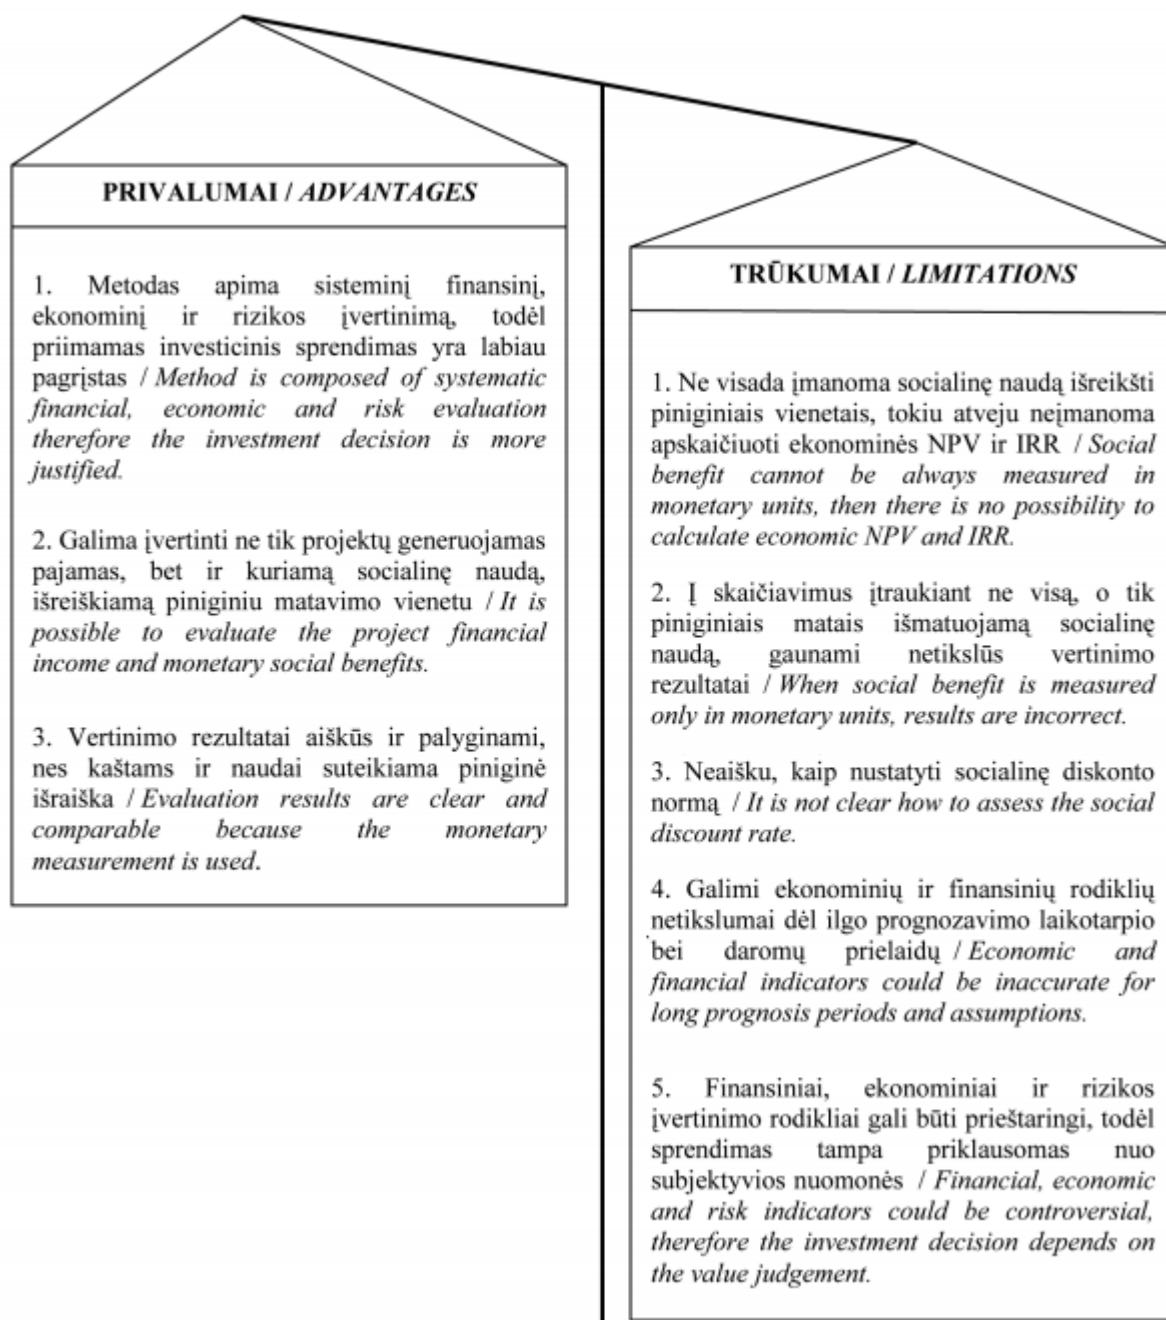 PRIVALUMAI / ADVANTAGES
1. Metodas apima sisteminį finansinį,
ekonominį ir rizikos įvertinimą, todėl
priimamas investicinis sprendimas yra labiau
pagrįstas / Method is composed of systematic
financial, economic and risk evaluation
therefore the investment decision is more
justified.
2. Galima įvertinti ne tik projektų generuojamas
pajamas, bet ir kuriamą socialinę naudą,
išreiškiamą piniginiu matavimo vienetu / It is
possible to evaluate the project financial
income and monetary social benefits.
3. Vertinimo rezultatai aiškūs ir palyginami,
nes kaštams ir naudai suteikiama piniginė
išraiška / Evaluation results are clear and
comparable because the monetary
measurement is used.
TRŪKUMAI / LIMITATIONS
1. Ne visada įmanoma socialinę naudą išreikšti
piniginiais vienetais, tokiu atveju neįmanoma
apskaičiuoti ekonominės NPV ir IRR / Social
benefit cannot be always measured in
monetary units, then there is no possibility to
calculate economic NPV and IRR.
2. Į skaičiavimus įtraukiant ne visą, o tik
piniginiais matais išmatuojamą socialinę
naudą, gaunami netikslūs vertinimo
rezultatai / When social benefit is measured
only in monetary units, results are incorrect.
3. Neaišku, kaip nustatyti socialinę diskonto
normą / It is not clear how to assess the social
discount rate.
4. Galimi ekonominių ir finansinių rodiklių
netikslumai dėl ilgo prognozavimo laikotarpio
bei daromų prielaidų / Economic and
financial indicators could be inaccurate for
long prognosis periods and assumptions.
5. Finansiniai, ekonominiai ir rizikos
įvertinimo rodikliai gali būti prieštaringi, todėl
sprendimas tampa priklausomas nuo
subjektyvios nuomonės / Financial, economic
and risk indicators could be controversial,
therefore the investment decision depends on
the value judgement.